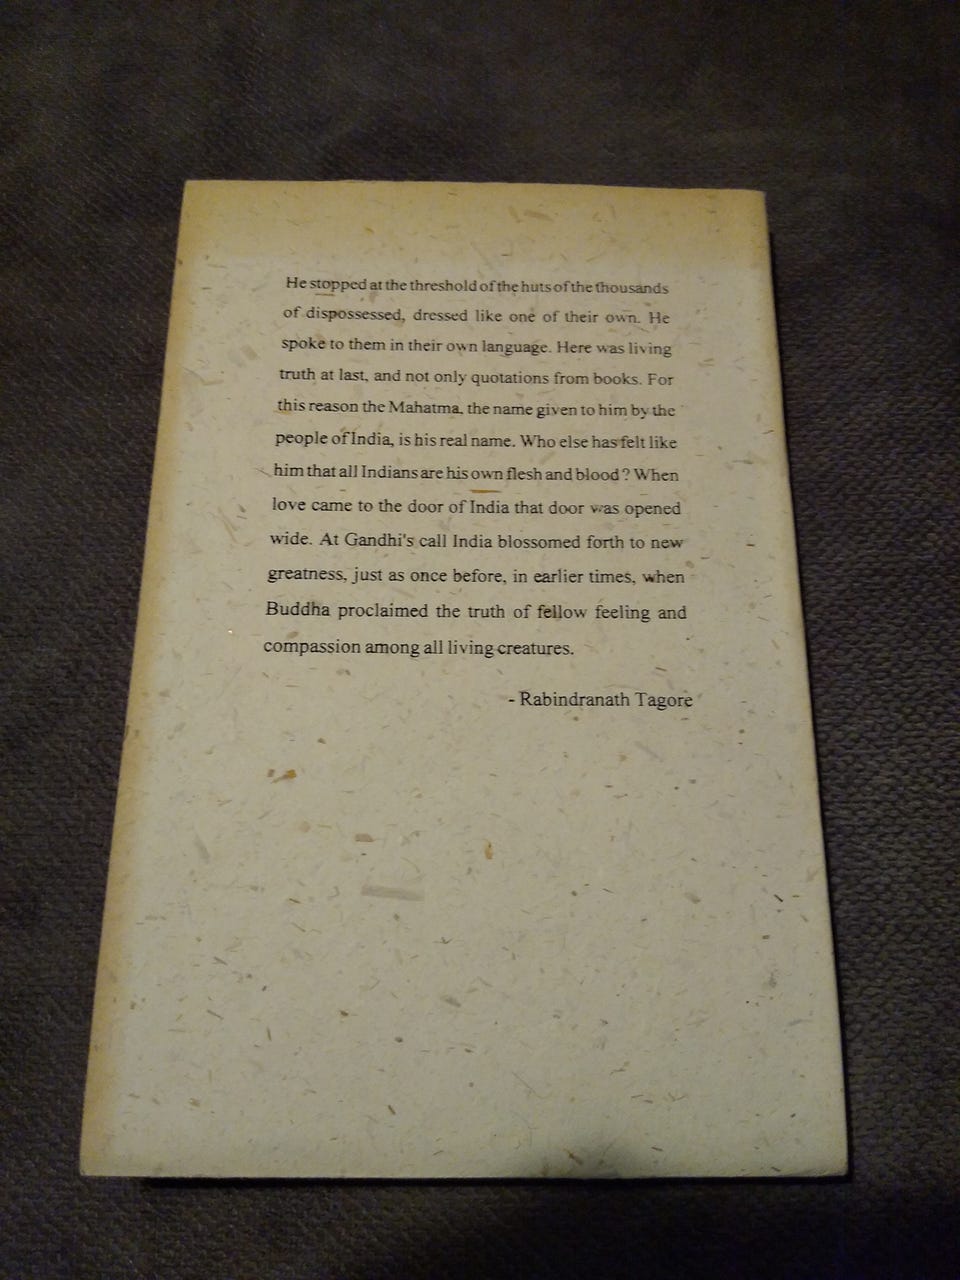 He stopped at the threshold of the huts of the thousands
of dispossessed, dressed like one of their own. He
spoke to them in their own language. Here was living
truth at last, and not only quotations from books. For
this reason the Mahatma, the name given to him by the
people of India, is his real name. Who else has felt like
him that all Indians are his own flesh and blood? When
love came to the door of India that door was opened
wide. At Gandhi's call India blossomed forth to new
greatness, just as once before, in earlier times, when
Buddha proclaimed the truth of fellow feeling and
compassion among all living creatures.
- Rabindranath Tagore